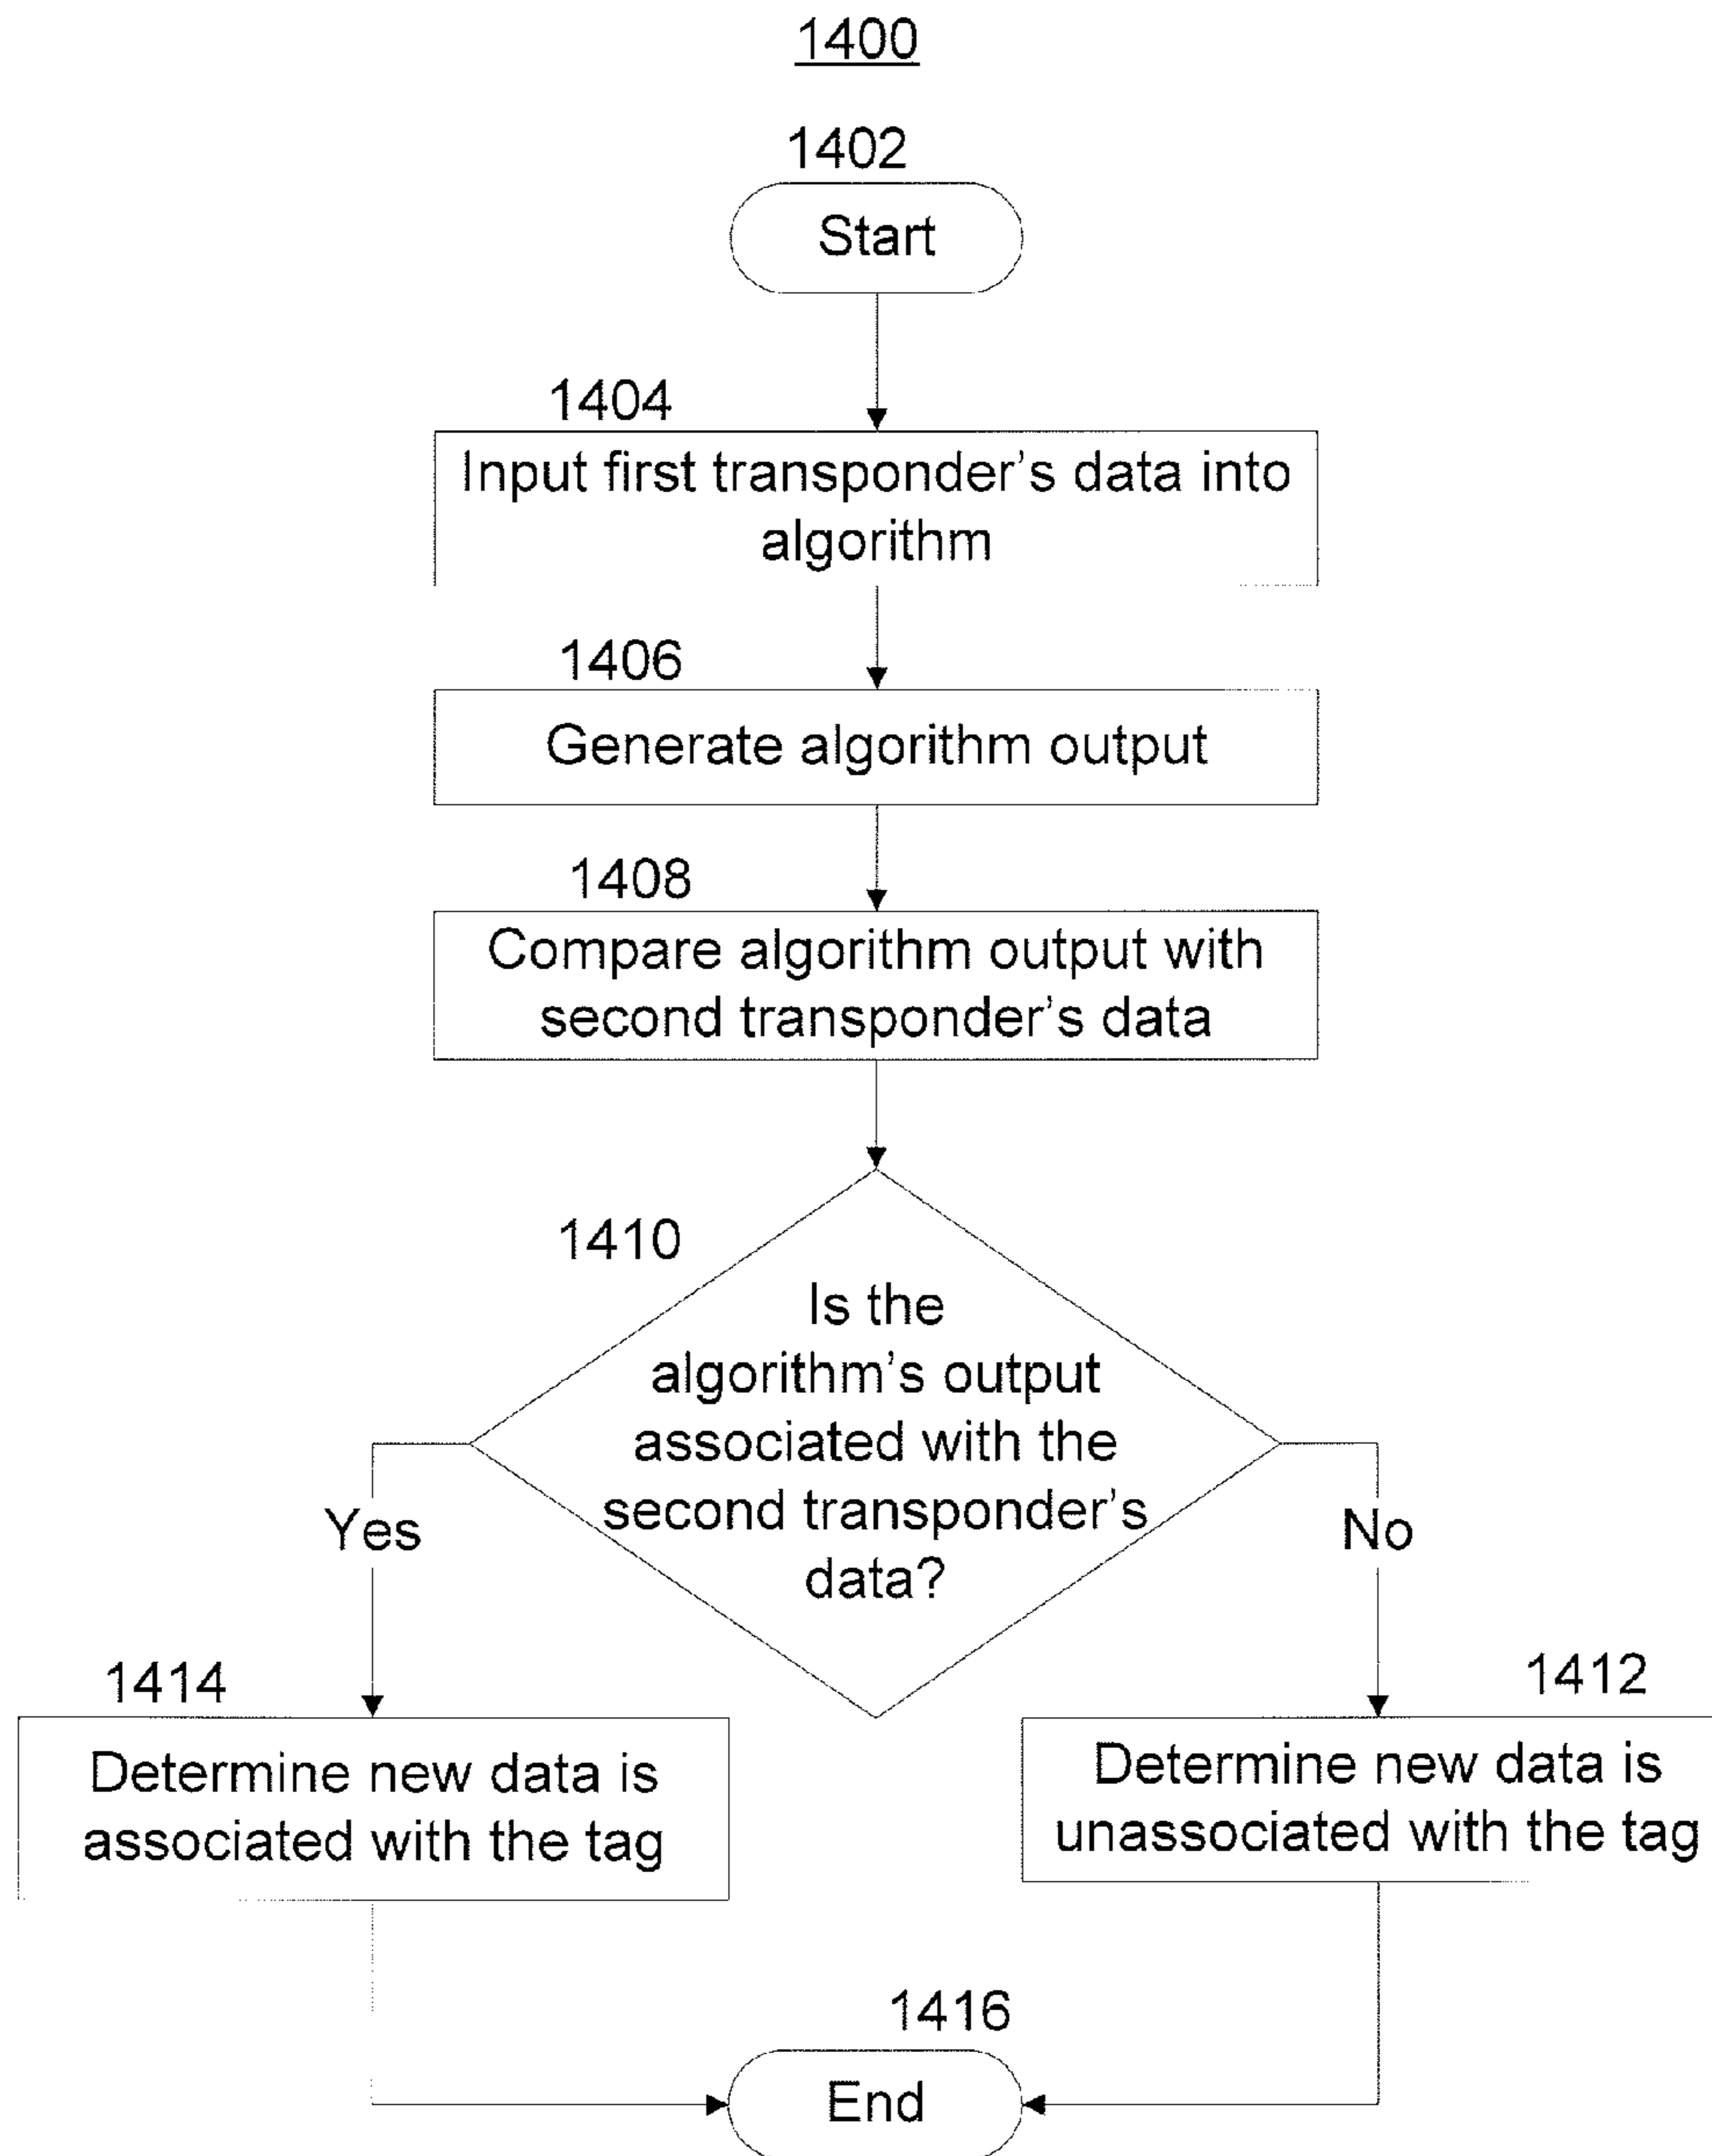 1400
1402
Start
1404
Input first transponder's data into
algorithm
1406
Generate algorithm output
1408
Compare algorithm output with
second transponder's data
1410
Is the
algorithm's output
associated with the
second transponder's
data?
Yes
No
1414
Determine new data is
associated with the tag
1412
Determine new data is
unassociated with the tag
1416
End